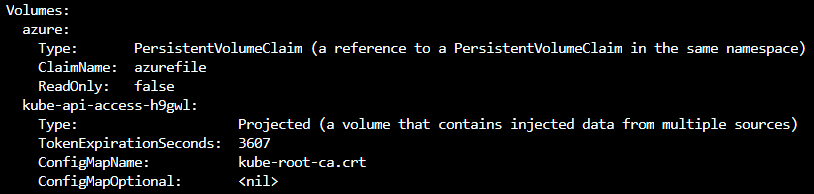 Volumes:
  azure:
    Type:       PersistentVolumeClaim (a reference to a PersistentVolumeClaim in the same namespace)
    ClaimName:  azurefile
    ReadOnly:   false
  kube-api-access-h9gwl:
    Type:                    Projected (a volume that contains injected data from multiple sources)
    TokenExpirationSeconds:  3607
    ConfigMapName:           kube-root-ca.crt
    ConfigMapOptional:       <nil>